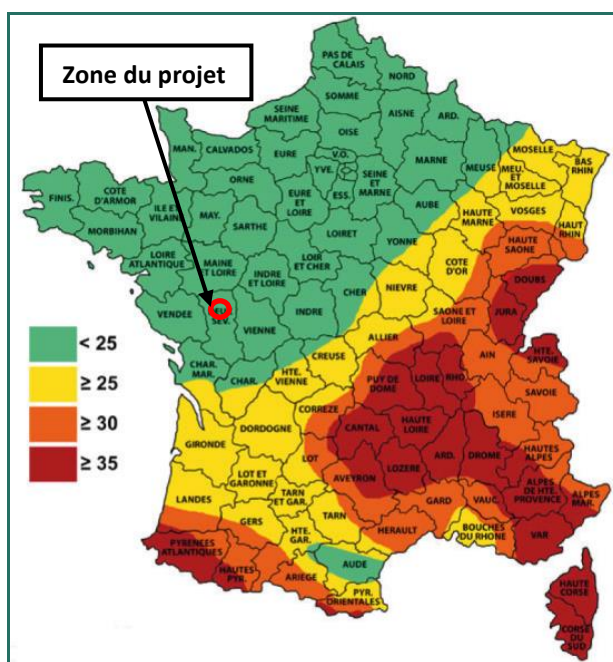 Zone du projet
PAS DE
CALAIS
NORD
SOMME
SEINE
MARITIME
AISNE
ARD.
OISE
MAN.
CALVADOS
EURE
V.O.
YVE.
ESS.
SEINE
ET
MARNE
MARNE
MEUSE
MOSELLE
MEU.
ET
MOSELLE
BAS
RHIN
FINIS.
COTE
D'ARMOR
ILE ET
VILAINE
MORBIHAN
MAY.
ORNE
SARTHE
EURE
ET
LOIRE
LOIRET
AUBE
YONNE
HAUTE
MARNE
VOSGES
HAUT
RHIN
LOIRE
ATLANTIQUE
MAINE
ET LOIRE
INDRE
ET LOIRE
LOIR
ET CHER
CHER
NIEVRE
COTE
D'OR
HAUTE
SAONE
DOUBS
JURA
VENDEE
SEV.
VIENNE
INDRE
ALLIER
SAONE ET
LOIRE
< 25
≥ 25
≥ 30
≥ 35
CHAR.
MAR.
CHAR.
HTE.
VIENNE
CREUSE
PUY DE
DOME
LOIRE
RHO
AIN
HTE.
SAVOIE
SAVOIE
ISERE
GIRONDE
DORDOGNE
CORREZE
CANTAL
HAUTE
LOIRE
ARD.
DROME
HAUTES
ALPES
LOT
LOT ET
GARONNE
AVEYRON
LOZERE
LANDES
TARN
ET GAR.
TARN
GARD
VAUC.
ALPES
DE HTE.
PROVENCE
ALPES
MAR.
GERS
HTE.
GAR.
HERAULT
BOUCHES
DU RHONE
VAR
PYRENEES
ATLANTIQUES
HAUTES
PYR.
ARIEGE
AUDE
PYR.
ORIENTALES
HAUTE
CORSE
CORSE
DU
SUD